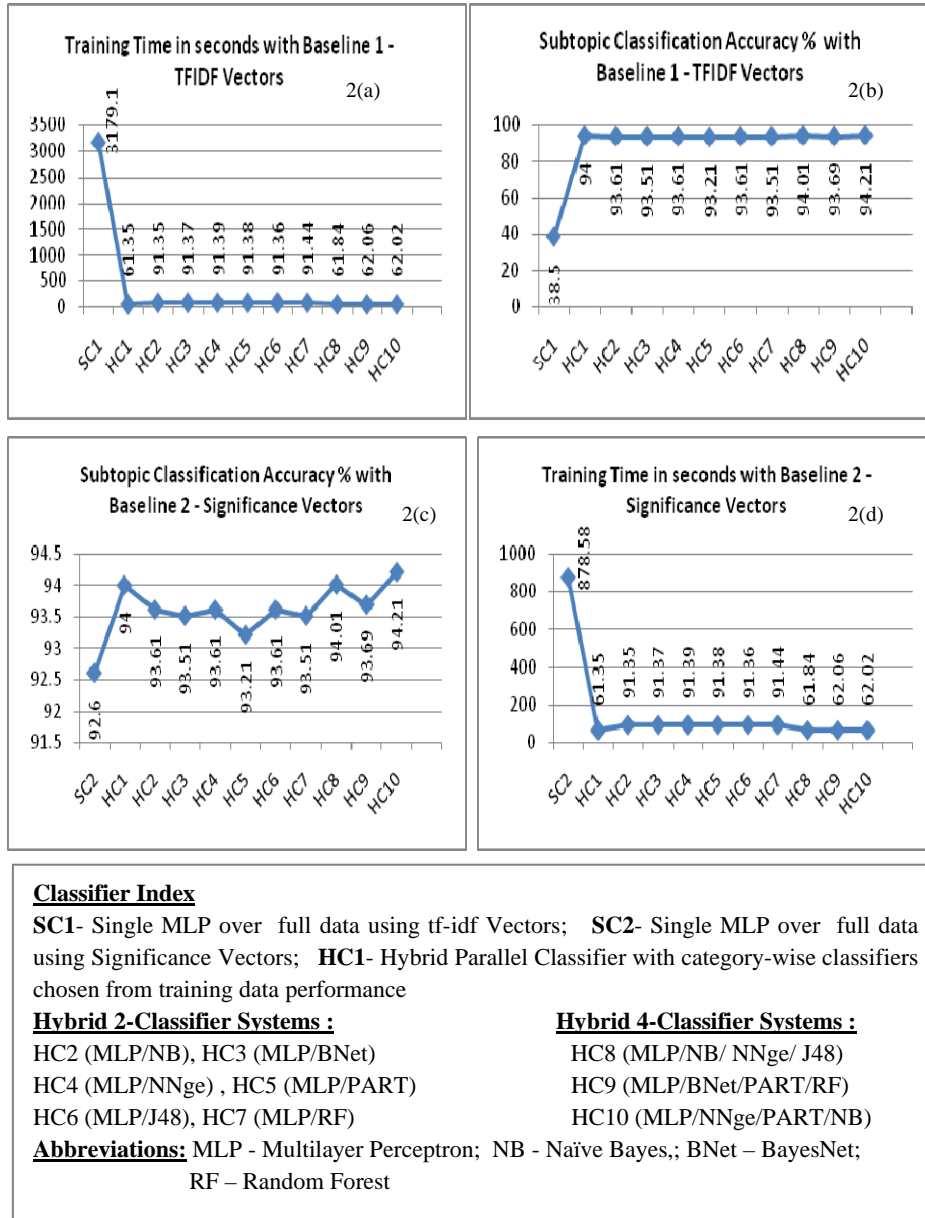 Training Time in seconds with Baseline 1 -
TFIDF Vectors
2(a)
3500
3000
2500
2000
1500
1000
500
0
3179.1
61.35
91.35
91.37
91.39
91.38
91.36
91.44
61.84
62.06
62.02
SC1
HC1
HC2
HC3
HC4
HC5
HC6
HC7
HC8
HC9
HC10
Subtopic Classification Accuracy % with
Baseline 1 - TFIDF Vectors
2(b)
100
80
60
40
20
0
38.5
94
93.61
93.51
93.61
93.21
93.61
93.51
94.01
93.69
94.21
SC1
HC1
HC2
HC3
HC4
HC5
HC6
HC7
HC8
HC9
HC10
Subtopic Classification Accuracy % with
Baseline 2 - Significance Vectors
2(c)
94.5
94
93.5
93
92.5
92
91.5
92.6
94
93.61
93.51
93.61
93.21
93.61
93.51
94.01
93.69
94.21
SC2
HC1
HC2
HC3
HC4
HC5
HC6
HC7
HC8
HC9
HC10
Training Time in seconds with Baseline 2 -
Significance Vectors
2(d)
1000
800
600
400
200
0
878.58
61.35
91.35
91.37
91.39
91.38
91.36
91.44
61.84
62.06
62.02
SC2
HC1
HC2
HC3
HC4
HC5
HC6
HC7
HC8
HC9
HC10
Classifier Index
SC1- Single MLP over full data using tf-idf Vectors; SC2- Single MLP over full data
using Significance Vectors; HC1- Hybrid Parallel Classifier with category-wise classifiers
chosen from training data performance
Hybrid 2-Classifier Systems : Hybrid 4-Classifier Systems :
HC2 (MLP/NB), HC3 (MLP/BNet) HC8 (MLP/NB/ NNge/ J48)
HC4 (MLP/NNge) , HC5 (MLP/PART) HC9 (MLP/BNet/PART/RF)
HC6 (MLP/J48), HC7 (MLP/RF) HC10 (MLP/NNge/PART/NB)
Abbreviations: MLP - Multilayer Perceptron; NB - Naïve Bayes,; BNet – BayesNet;
RF – Random Forest